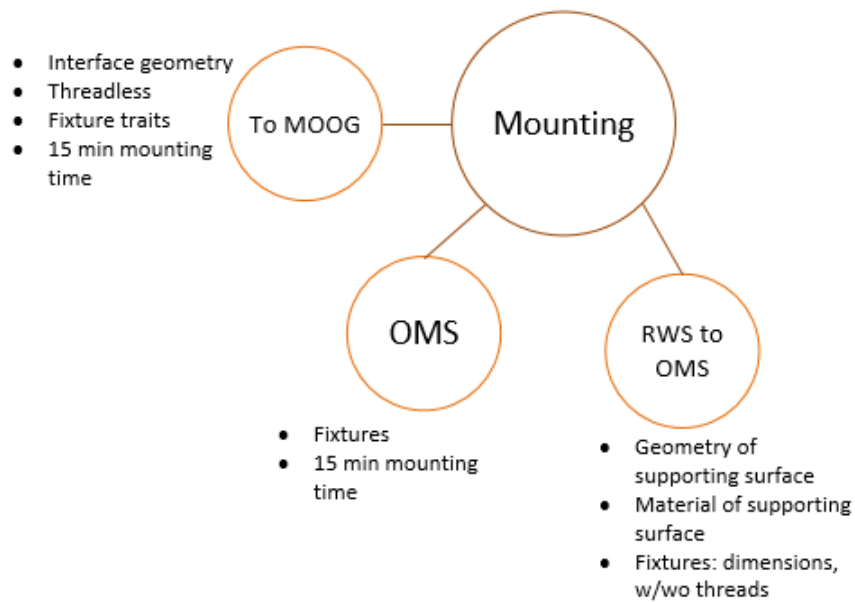 Mounting
To MOOG
● Interface geometry
● Threadless
● Fixture traits
● 15 min mounting
time
OMS
● Fixtures
● 15 min mounting
time
RWS to
OMS
● Geometry of
supporting surface
● Material of supporting
surface
● Fixtures: dimensions,
w/wo threads